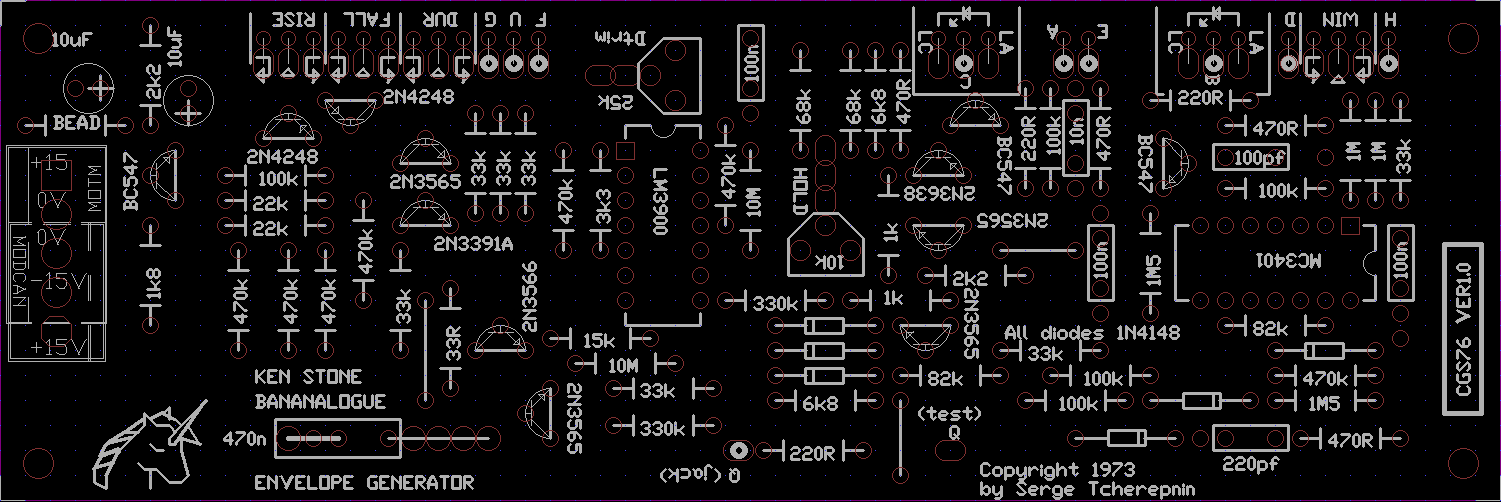 10uF
10uF
2K2
RISE
FALL
DUR
G
U
F
Dtrim
25k
100n
68k
68k
6k8
470R
LC
LA
C
A
E
LC
LA
B
A
D
WIN
H
BEAD
2N4248
2N4248
220R
100k
10n
470R
220R
470R
1M
1M
33k
+15
0V
MOTM
0V
MODCAN
-15V
+15V
BC547
100k
22k
22k
2N3565
2N3391A
33k
33k
33k
470k
3K3
LM3900
470k
10M
HOLD
10K
2N3638
BC547
BC547
100pf
100k
2N3565
1k
2k2
100n
1M5
MC3401
100n
1k8
470k
470k
470k
470k
33k
33R
2N3566
330k
1k
2N3565
All diodes 1N4148
82k
15k
10M
33k
330k
6k8
82k
33k
100k
100k
470k
1M5
CGS76 VER1.0
KEN STONE
BANANALOGUE
470n
2N3565
(test)
Q
220R
Q(jack)
220pf
470R
ENVELOPE GENERATOR
Copyright 1973
by Serge Tcherepnin